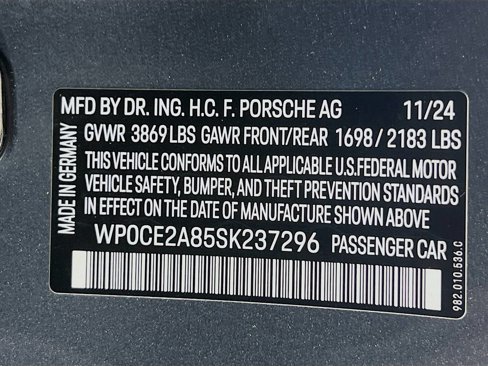 MFD BY DR. ING. H.C. F. PORSCHE AG 11/24
GVWR 3869 LBS GAWR FRONT/REAR 1698 / 2183 LBS
THIS VEHICLE CONFORMS TO ALL APPLICABLE U.S. FEDERAL MOTOR
VEHICLE SAFETY, BUMPER, AND THEFT PREVENTION STANDARDS
IN EFFECT ON THE DATE OF MANUFACTURE SHOWN ABOVE
WP0CE2A85SK237296 PASSENGER CAR
MADE IN GERMANY
982.010.536.C